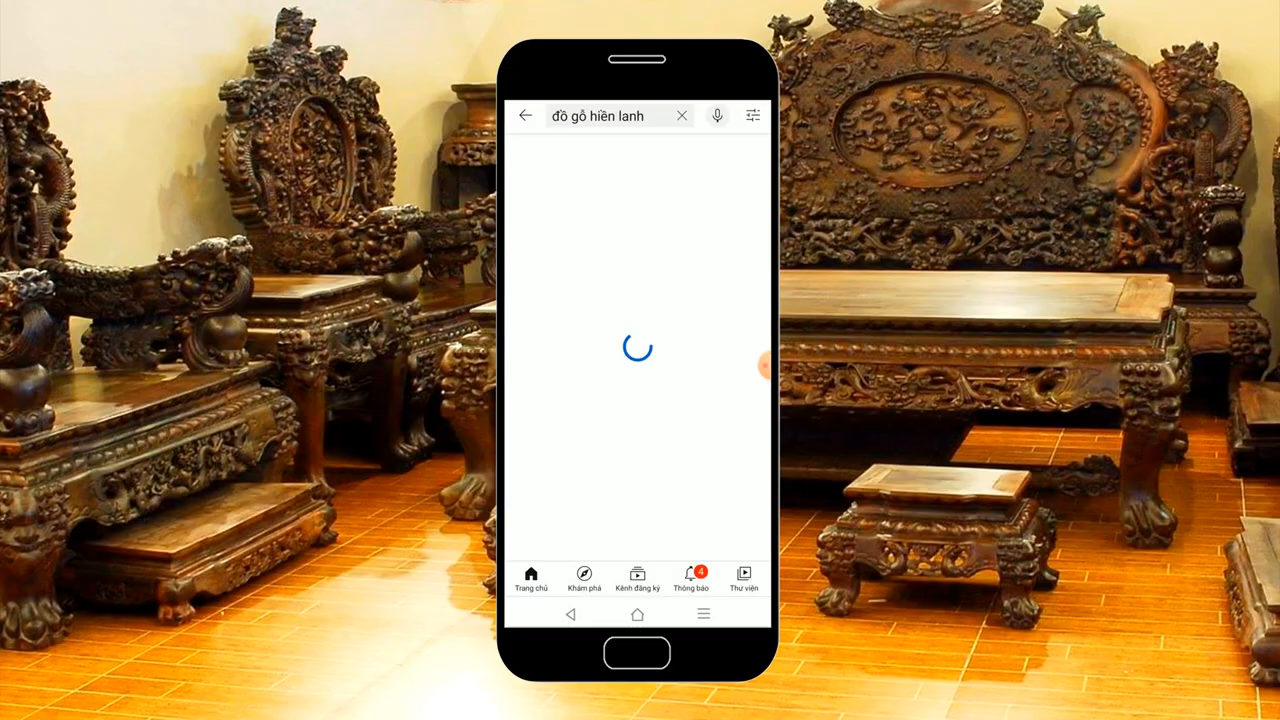 đồ gỗ hiền lanh
Trang chủ
Khám phá
Kênh đăng ký
4
Thông báo
Thư viện